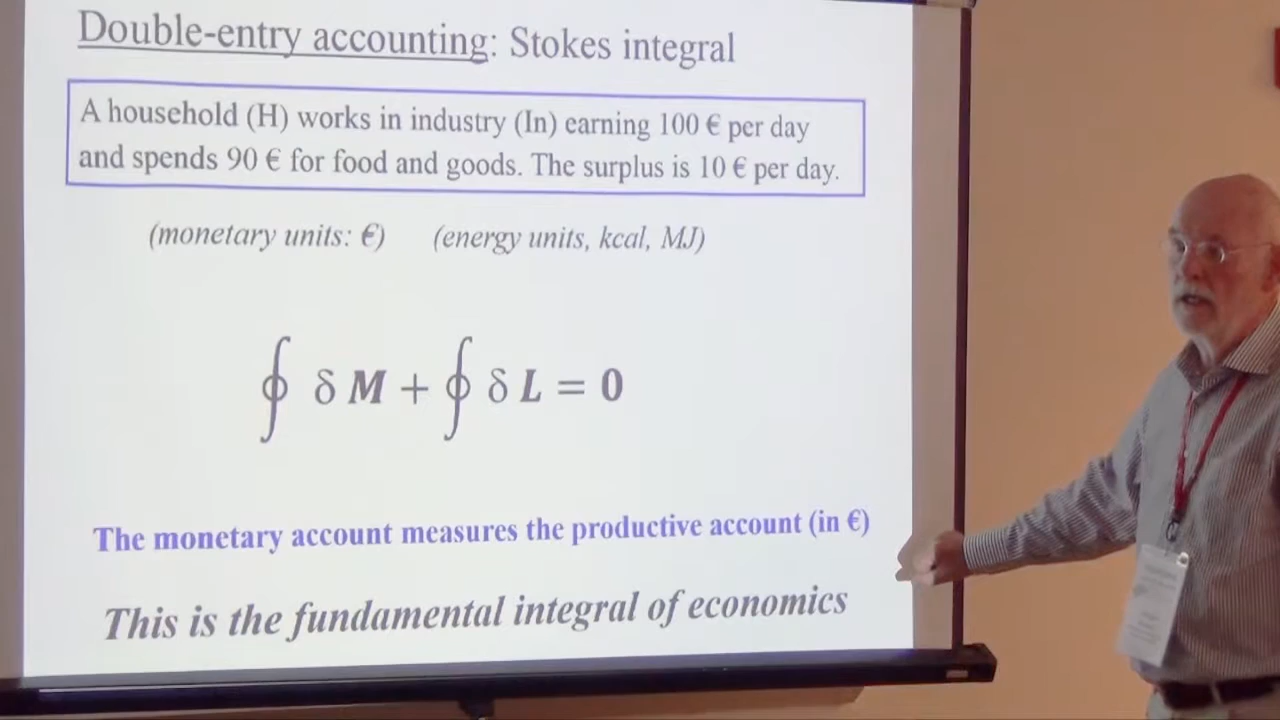 Double-entry accounting: Stokes integral
A household (H) works in industry (In) earning 100 € per day
and spends 90 € for food and goods. The surplus is 10 € per day.
(monetary units: €) (energy units, kcal, MJ)
∮ δ M + ∮ δ L = 0
The monetary account measures the productive account (in €)
This is the fundamental integral of economics